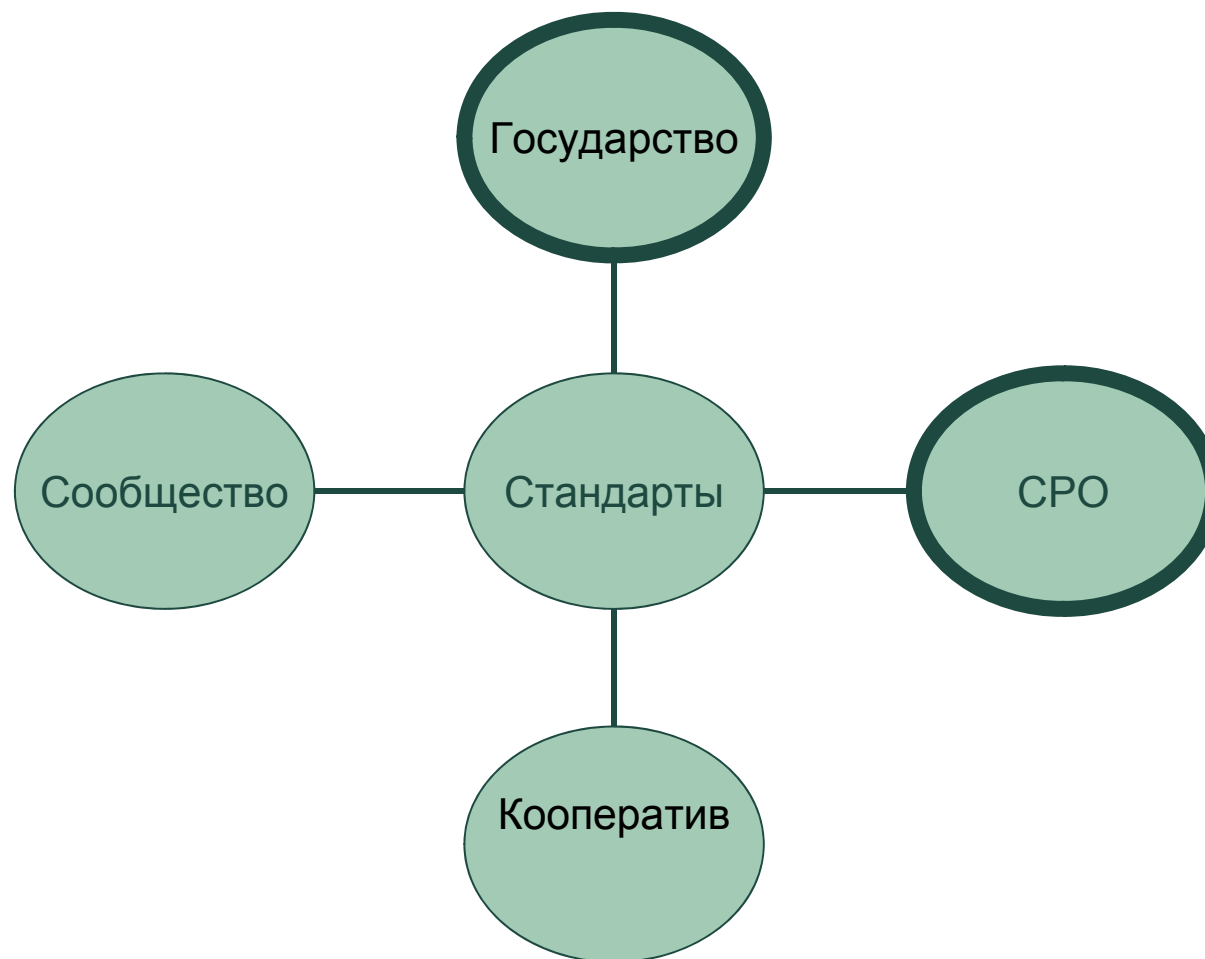 Государство
Сообщество
Стандарты
СРО
Кооператив